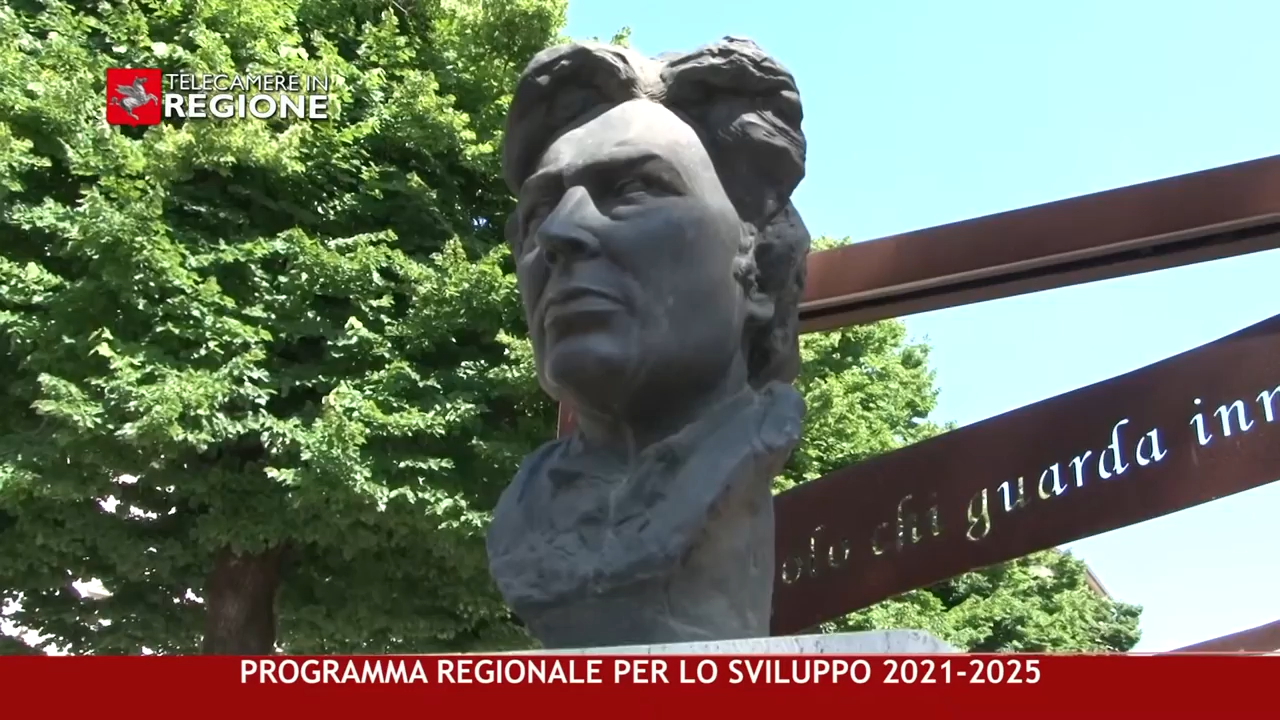 TELECAMERE IN
REGIONE
olo chi guarda inn
PROGRAMMA REGIONALE PER LO SVILUPPO 2021-2025